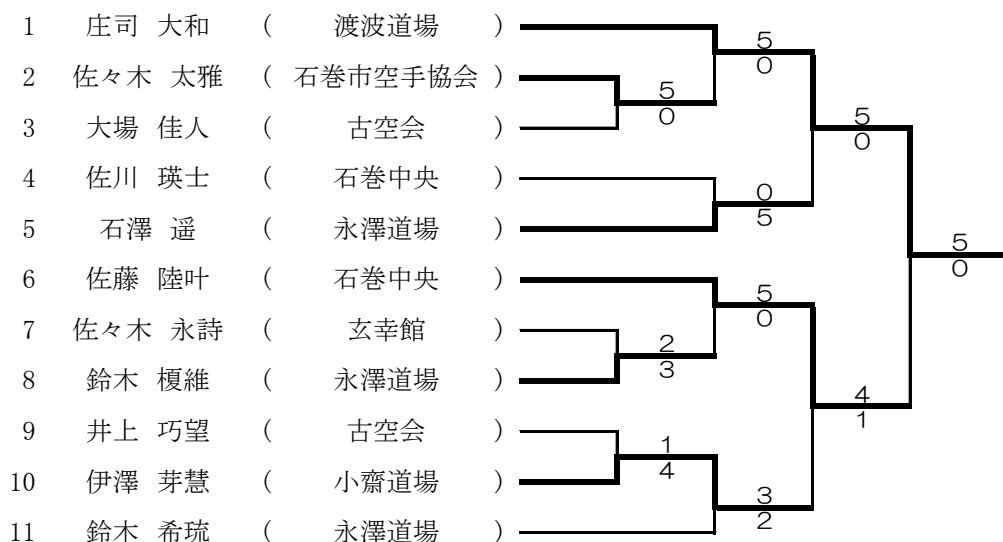 1 庄司 大和 ( 渡波道場 )
2 佐々木 太雅 ( 石巻市空手協会 )
3 大場 佳人 ( 古空会 )
4 佐川 瑛士 ( 石巻中央 )
5 石澤 遥 ( 永澤道場 )
6 佐藤 陸叶 ( 石巻中央 )
7 佐々木 永詩 ( 玄幸館 )
8 鈴木 榎維 ( 永澤道場 )
9 井上 巧望 ( 古空会 )
10 伊澤 芽慧 ( 小齋道場 )
11 鈴木 希琉 ( 永澤道場 )
5
0
5
0
0
5
5
0
2
3
1
4
3
2
5
0
4
1
5
0